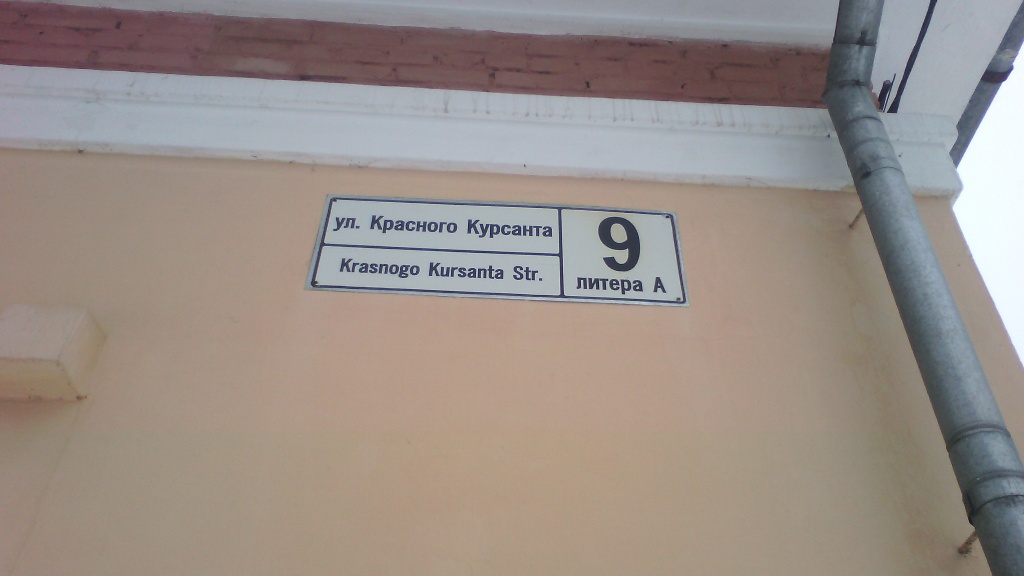 ул. Красного Курсанта
Krasnogo Kursanta Str.
9
литера А